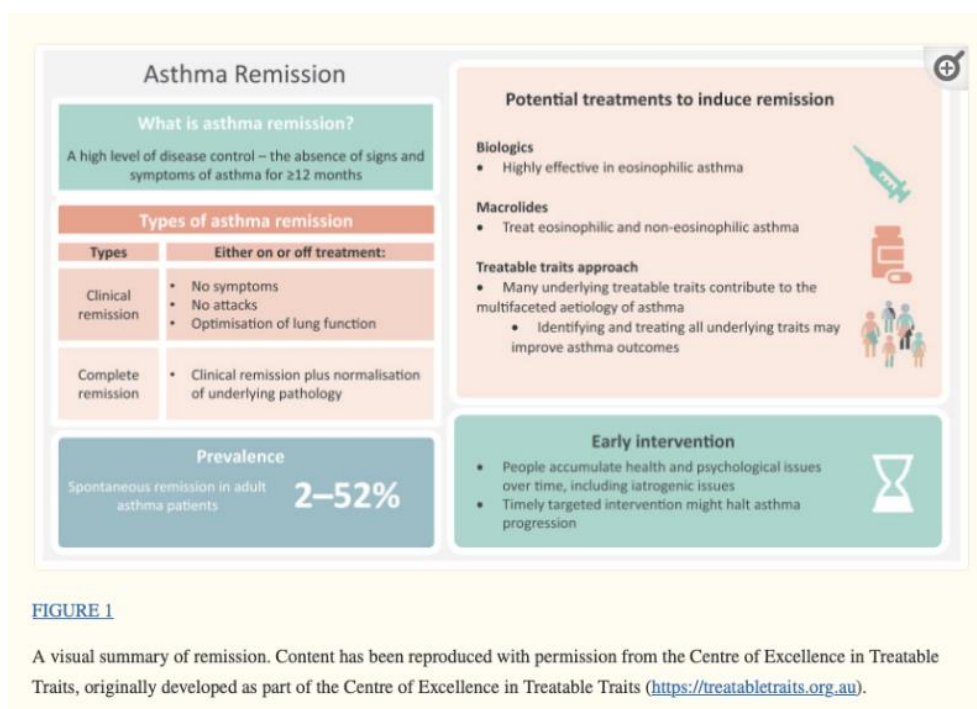 Asthma Remission
What is asthma remission?
A high level of disease control – the absence of signs and
symptoms of asthma for ≥12 months
Types of asthma remission
Types
Either on or off treatment:
Clinical
remission
• No symptoms
• No attacks
• Optimisation of lung function
Complete
remission
• Clinical remission plus normalisation
of underlying pathology
Prevalence
Spontaneous remission in adult
asthma patients
2–52%
Potential treatments to induce remission
Biologics
• Highly effective in eosinophilic asthma
Macrolides
• Treat eosinophilic and non-eosinophilic asthma
Treatable traits approach
• Many underlying treatable traits contribute to the
multifaceted aetiology of asthma
• Identifying and treating all underlying traits may
improve asthma outcomes
Early intervention
• People accumulate health and psychological issues
over time, including iatrogenic issues
• Timely targeted intervention might halt asthma
progression
FIGURE 1
A visual summary of remission. Content has been reproduced with permission from the Centre of Excellence in Treatable
Traits, originally developed as part of the Centre of Excellence in Treatable Traits (https://treatabletraits.org.au).